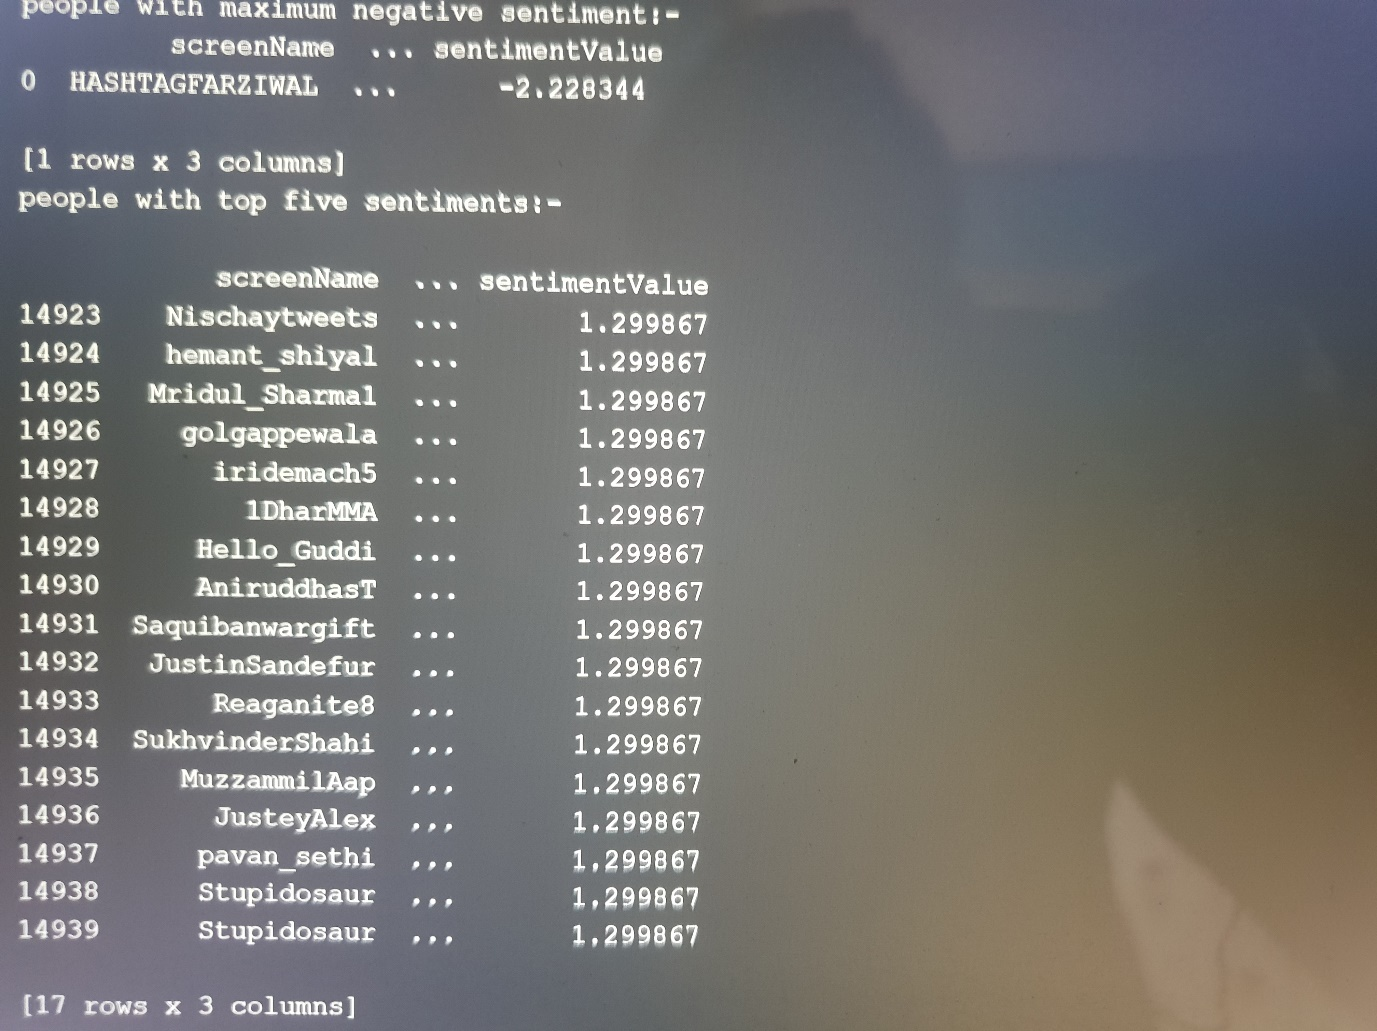 people with maximum negative sentiment:-
screenName ... sentimentValue
0 HASHTAGFARZIWAL ... -2.228344
[1 rows x 3 columns]
people with top five sentiments:-
screenName ... sentimentValue
14923 Nischaytweets ... 1.299867
14924 hemant_shiyal ... 1.299867
14925 Mridul_Sharma1 ... 1.299867
14926 golgappewala ... 1.299867
14927 iridemach5 ... 1.299867
14928 1DharMMA ... 1.299867
14929 Hello_Guddi ... 1.299867
14930 AniruddhasT ... 1.299867
14931 Saquibanwargift ... 1.299867
14932 JustinSandefur ... 1.299867
14933 Reaganite8 ... 1.299867
14934 SukhvinderShahi ... 1.299867
14935 MuzzammilAap ... 1.299867
14936 JusteyAlex ... 1.299867
14937 pavan_sethi ... 1.299867
14938 Stupidosaur ... 1.299867
14939 Stupidosaur ... 1.299867
[17 rows x 3 columns]